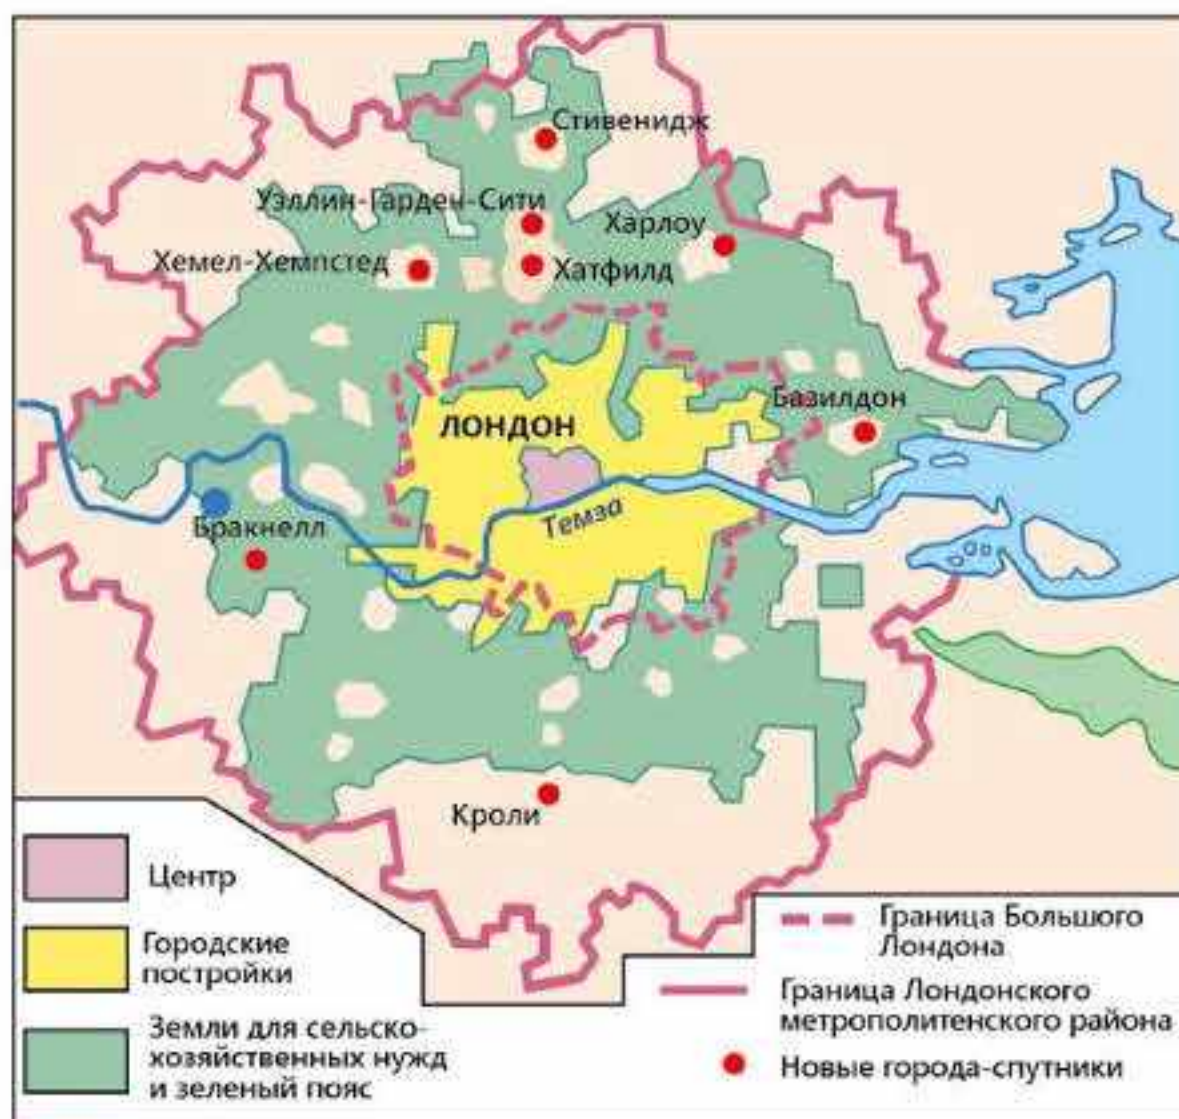 Стивенидж
Уэллин-Гарден-Сити
Харлоу
Хемел-Хемпстед
Хатфилд
Базилдон
ЛОНДОН
Темза
Бракнелл
Кроли
Центр
Городские
постройки
Земли для сельско-
хозяйственных нужд
и зеленый пояс
Граница Большого
Лондона
Граница Лондонского
метрополитенского района
Новые города-спутники